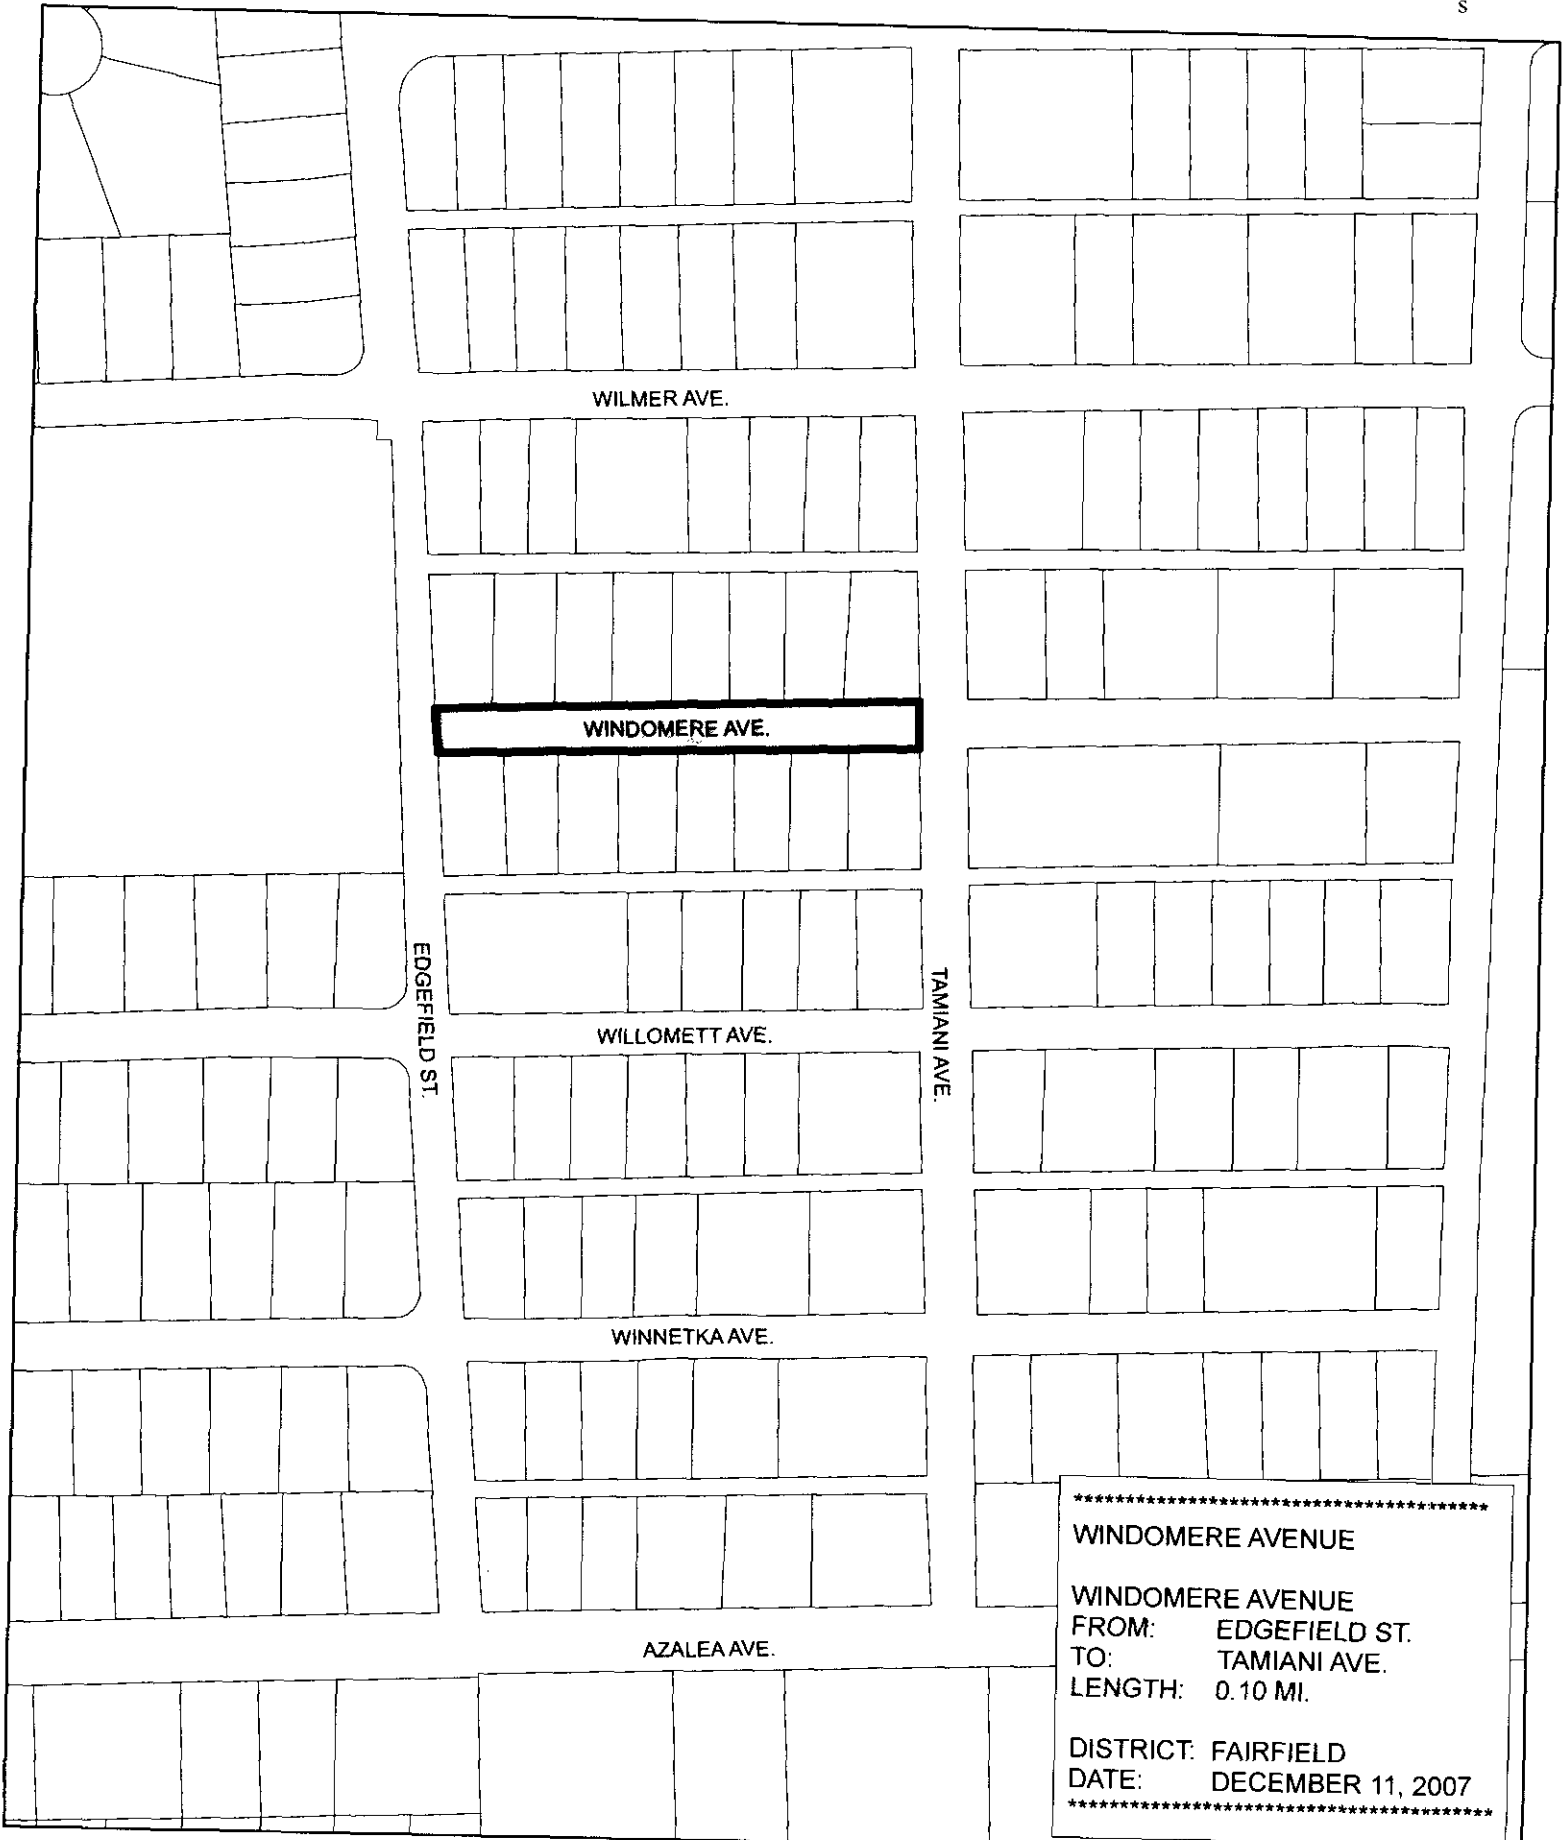 S
WILMER AVE.
WINDOMERE AVE.
EDGEFIELD ST.
TAMIANI AVE.
WILLOMETT AVE.
WINNETKA AVE.
AZALEA AVE.
****************************************
WINDOMERE AVENUE
WINDOMERE AVENUE
FROM: EDGEFIELD ST.
TO: TAMIANI AVE.
LENGTH: 0.10 MI.
DISTRICT: FAIRFIELD
DATE: DECEMBER 11, 2007
****************************************